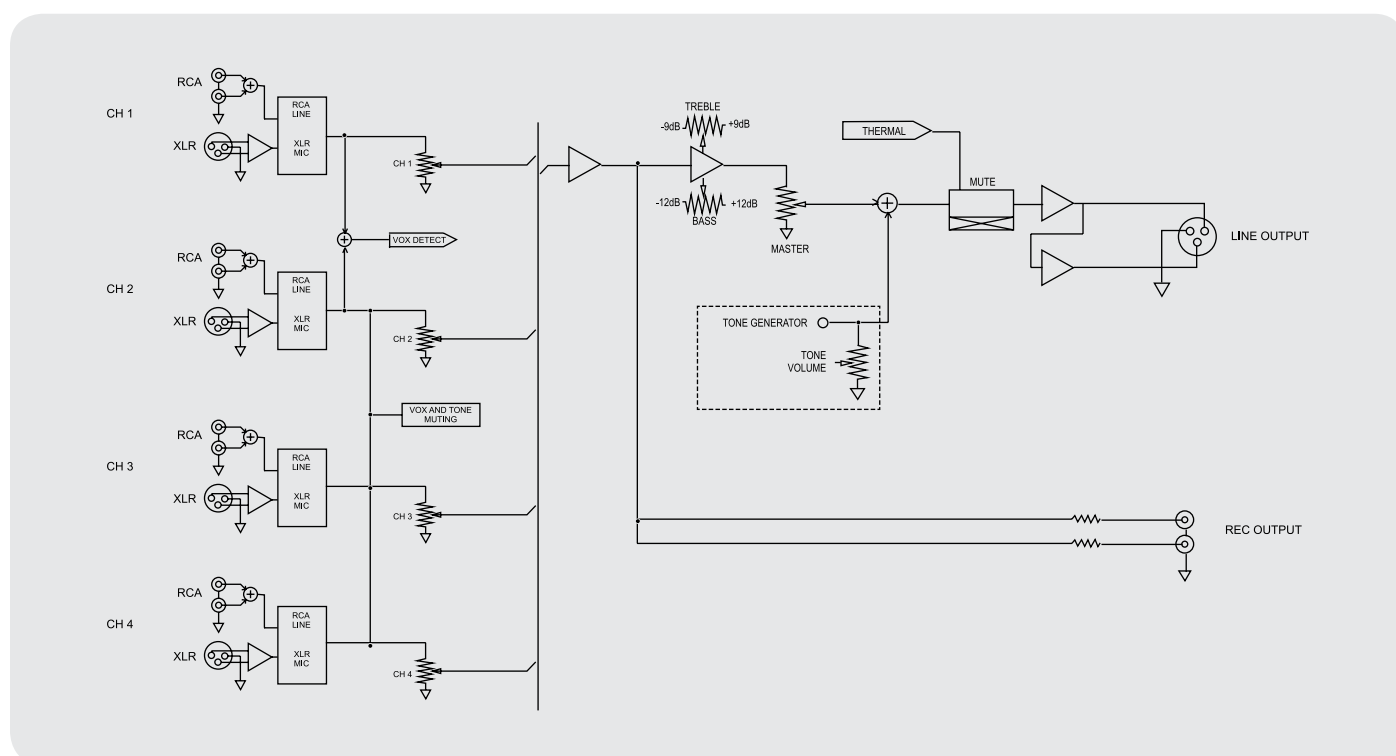 RCA
CH 1
XLR
RCA
LINE
XLR
MIC
CH 1
VOX DETECT
RCA
CH 2
XLR
RCA
LINE
XLR
MIC
CH 2
VOX AND TONE
MUTING
RCA
CH 3
XLR
RCA
LINE
XLR
MIC
CH 3
RCA
CH 4
XLR
RCA
LINE
XLR
MIC
CH 4
TREBLE
-9dB
+9dB
-12dB
+12dB
BASS
MASTER
THERMAL
MUTE
LINE OUTPUT
TONE GENERATOR
TONE
VOLUME
REC OUTPUT